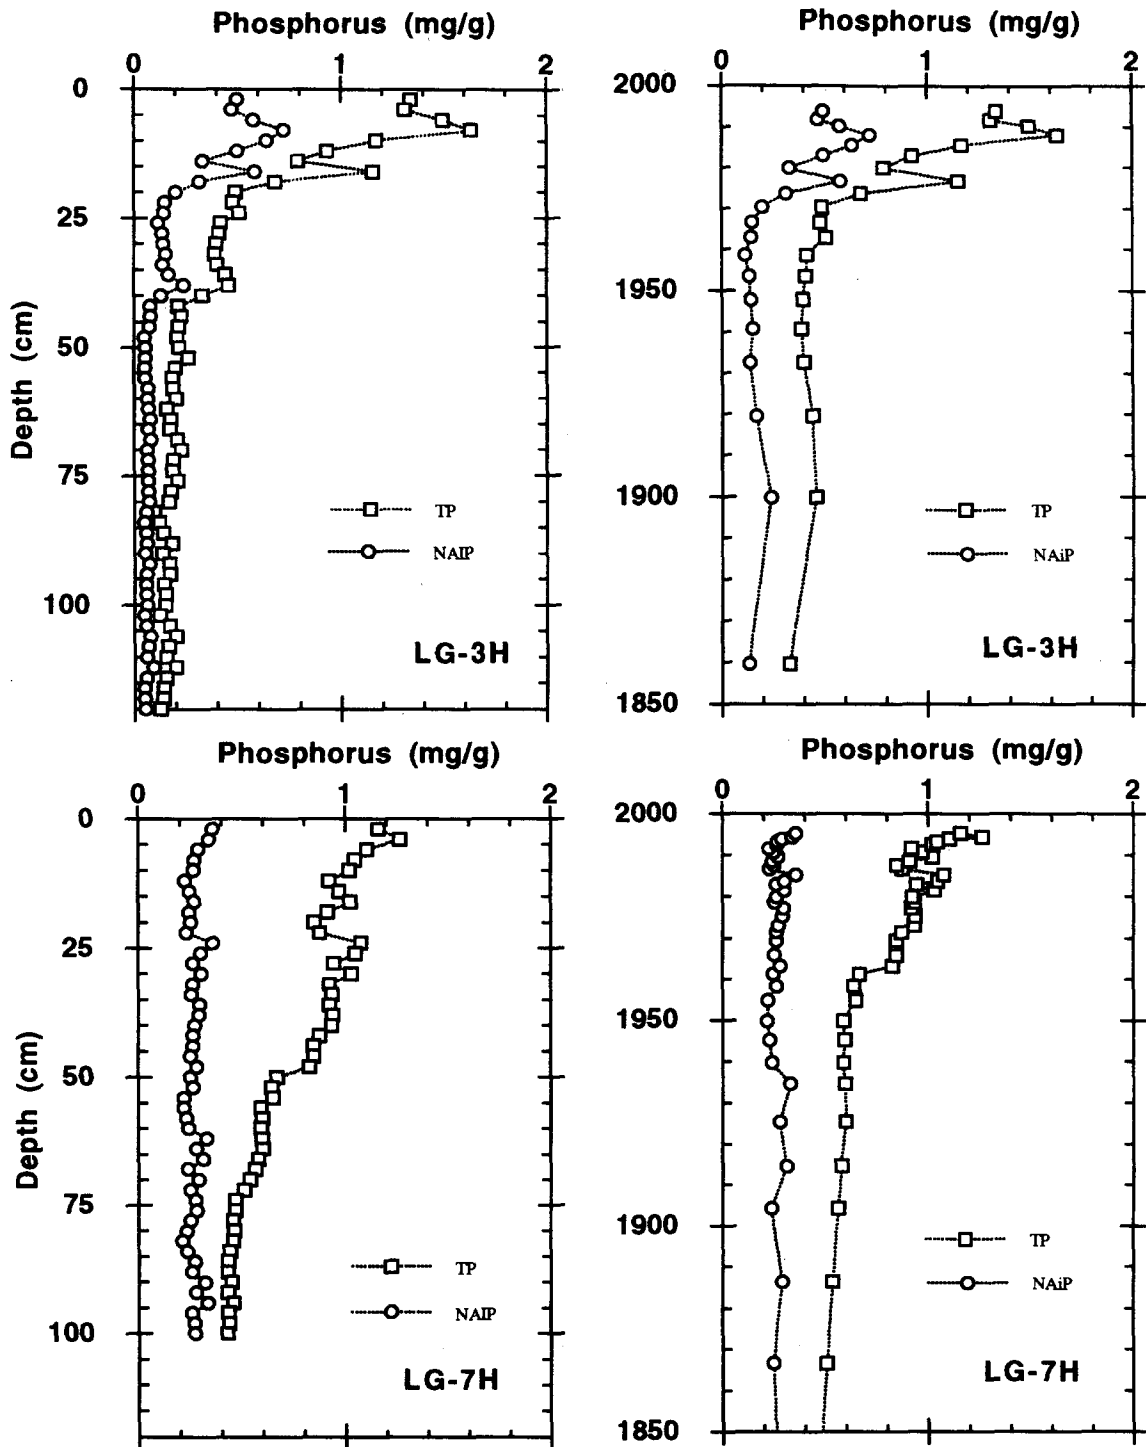 Phosphorus (mg/g)
0 1 2
0
25
50
75
100
Depth (cm)
TP
NAIP
LG-3H
Phosphorus (mg/g)
0 1 2
2000
1950
1900
1850
TP
NAiP
LG-3H
Phosphorus (mg/g)
0 1 2
0
25
50
75
100
Depth (cm)
TP
NAIP
LG-7H
Phosphorus (mg/g)
0 1 2
2000
1950
1900
1850
TP
NAiP
LG-7H